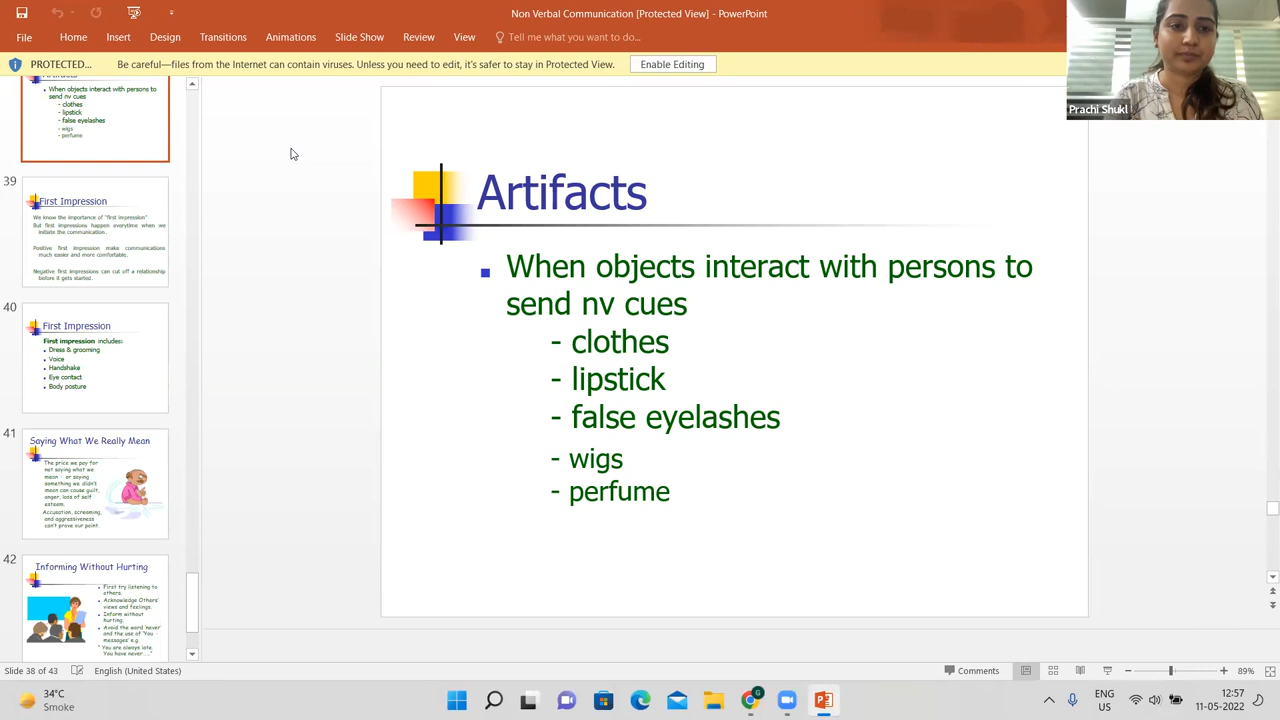 Non Verbal Communication [Protected View] - PowerPoint
File Home Insert Design Transitions Animations Slide Show Review View Tell me what you want to do...
PROTECTED... Be careful—files from the Internet can contain viruses. Unless you need to edit, it's safer to stay in Protected View. Enable Editing
Prachi Shukl
When objects interact with persons to
send nv cues
- clothes
- lipstick
- false eyelashes
- wigs
- perfume
39
First Impression
We know the importance of "first impression"
But first impressions happen everytime when we
initiate the communication.
Positive first impression make communications
much easier and more comfortable.
Negative first impressions can cut off a relationship
before it gets started.
40
First Impression
First impression includes:
Dress & grooming
Voice
Handshake
Eye contact
Body posture
41
Saying What We Really Mean
The price we pay for
not saying what we
mean - or saying
something we didn't
mean can cause guilt,
anger, loss of self
esteem.
Accusation, screaming,
and aggressiveness
can't prove our point.
42
Informing Without Hurting
First try listening to
others.
Acknowledge Others'
views and feelings.
Inform without
hurting.
Avoid the word 'never'
and the use of 'You -
messages' e.g.
"You are always late,
You have never...."
Artifacts
When objects interact with persons to
send nv cues
- clothes
- lipstick
- false eyelashes
- wigs
- perfume
Slide 38 of 43 English (United States) Comments 89%
34°C
Smoke
ENG
US
12:57
11-05-2022